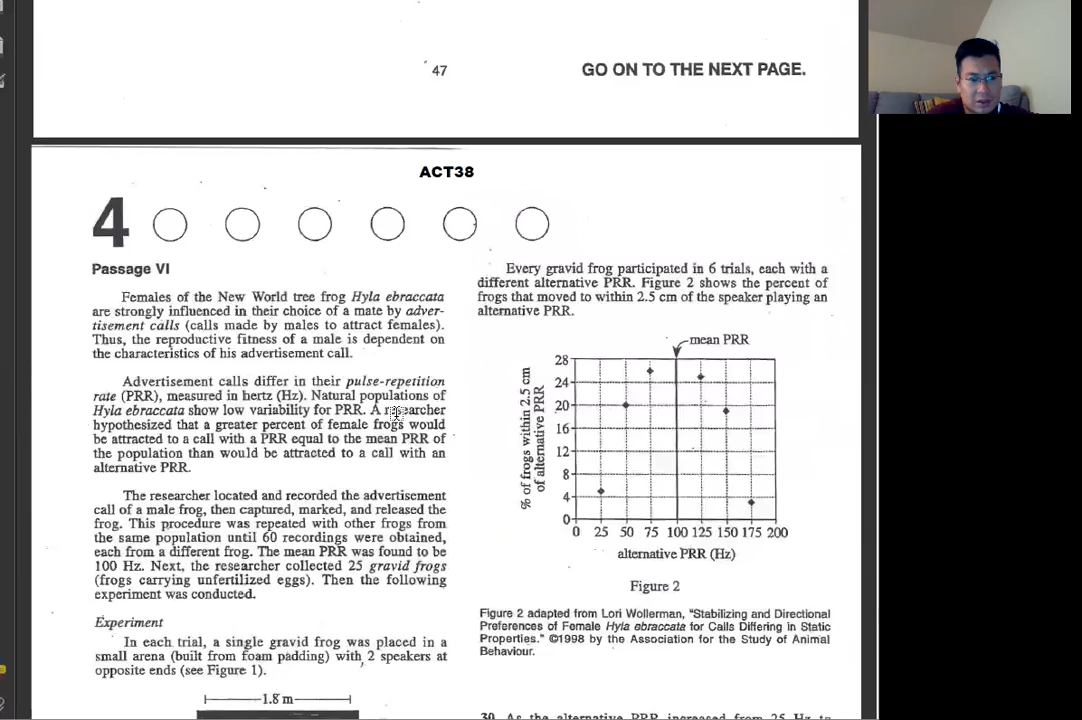 47
GO ON TO THE NEXT PAGE.
ACT38
4
Passage VI
Females of the New World tree frog Hyla ebraccata
are strongly influenced in their choice of a mate by adver-
tisement calls (calls made by males to attract females).
Thus, the reproductive fitness of a male is dependent on
the characteristics of his advertisement call.
Advertisement calls differ in their pulse-repetition
rate (PRR), measured in hertz (Hz). Natural populations of
Hyla ebraccata show low variability for PRR. A researcher
hypothesized that a greater percent of female frogs would
be attracted to a call with a PRR equal to the mean PRR of
the population than would be attracted to a call with an
alternative PRR.
The researcher located and recorded the advertisement
call of a male frog, then captured, marked, and released the
frog. This procedure was repeated with other frogs from
the same population until 60 recordings were obtained,
each from a different frog. The mean PRR was found to be
100 Hz. Next, the researcher collected 25 gravid frogs
(frogs carrying unfertilized eggs). Then the following
experiment was conducted.
Experiment
In each trial, a single gravid frog was placed in a
small arena (built from foam padding) with 2 speakers at
opposite ends (see Figure 1).
1.8 m
Every gravid frog participated in 6 trials, each with a
different alternative PRR. Figure 2 shows the percent of
frogs that moved to within 2.5 cm of the speaker playing an
alternative PRR.
mean PRR
% of frogs within 2.5 cm
of alternative PRR
28
24
20
16
12
8
4
0
0 25 50 75 100 125 150 175 200
alternative PRR (Hz)
Figure 2
Figure 2 adapted from Lori Wollerman, "Stabilizing and Directional
Preferences of Female Hyla ebraccata for Calls Differing in Static
Properties." ©1998 by the Association for the Study of Animal
Behaviour.
30. As the alternative PRR increased from 25 Hz to